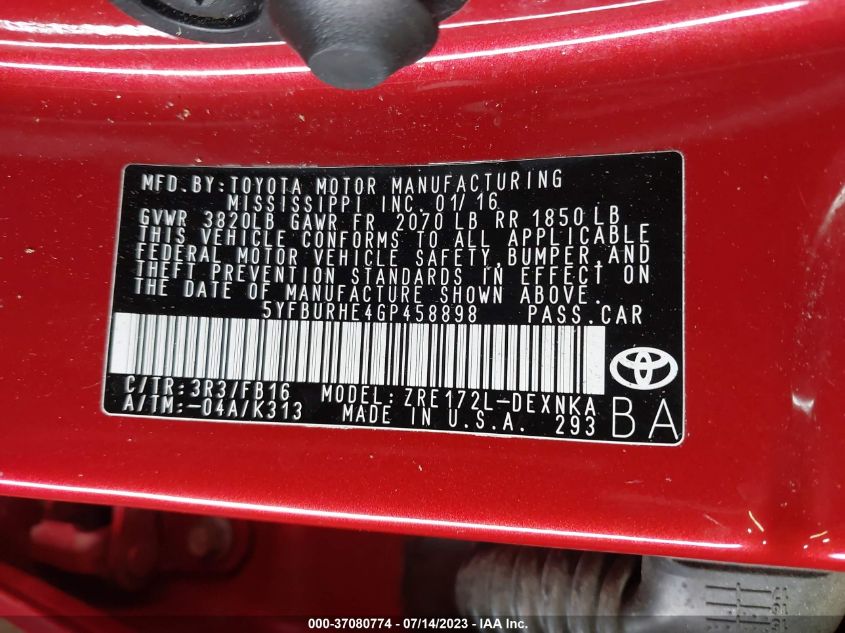 MFD. BY: TOYOTA MOTOR MANUFACTURING
MISSISSIPPI INC. 01/16
GVWR 3820LB GAWR FR 2070 LB RR 1850 LB
THIS VEHICLE CONFORMS TO ALL APPLICABLE
FEDERAL MOTOR VEHICLE SAFETY, BUMPER, AND
THEFT PREVENTION STANDARDS IN EFFECT ON
THE DATE OF MANUFACTURE SHOWN ABOVE.
5YFBURHE4GP458898 PASS. CAR
C/TR: 3R3/FB16 MODEL: ZRE172L-DEXNKA
A/TM: -04A/K313 MADE IN U.S.A. 293
BA
000-37080774 / 07/14/2023 - IAA Inc.